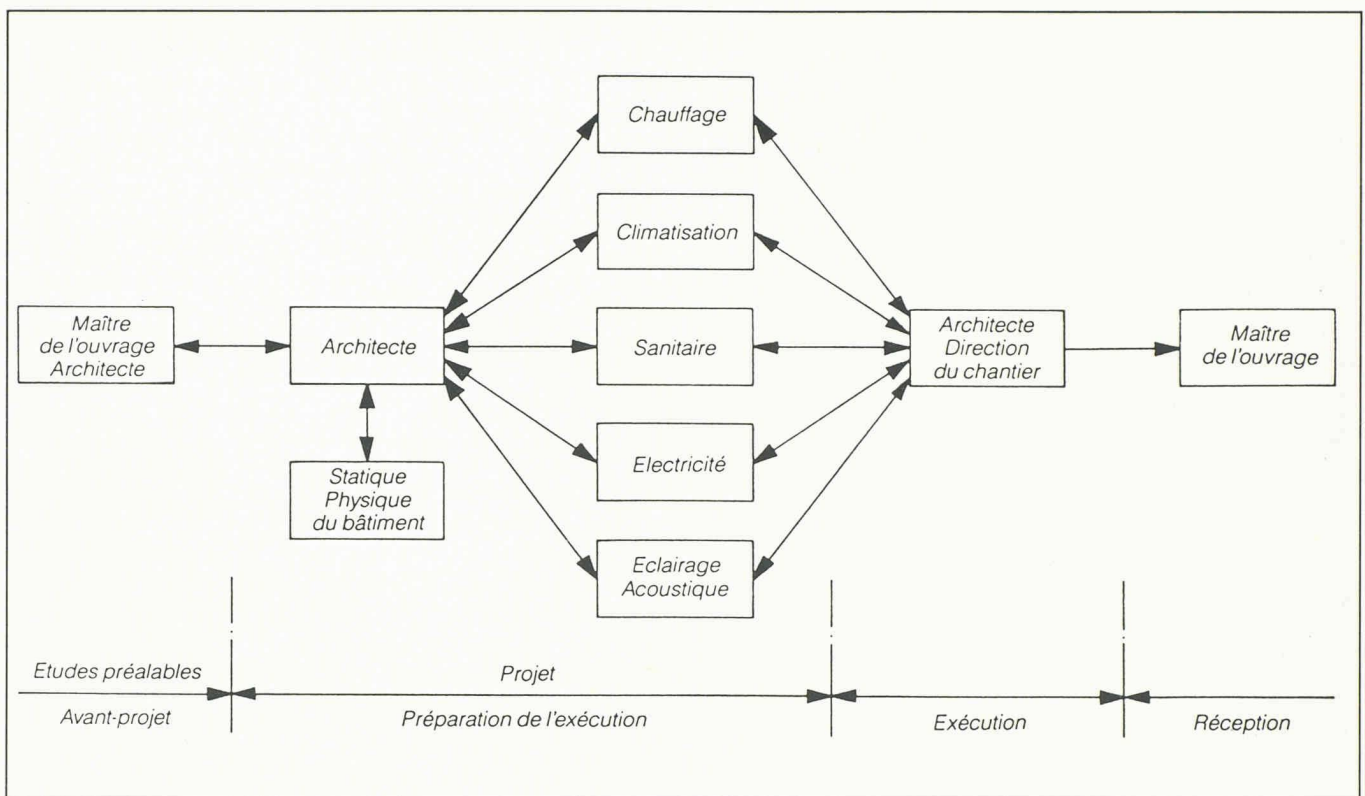 Chauffage
Climatisation
Maître
de l'ouvrage
Architecte
Architecte
Sanitaire
Architecte
Direction
du chantier
Maître
de l'ouvrage
Statique
Physique
du bâtiment
Electricité
Eclairage
Acoustique
Etudes préalables
Projet
Avant-projet
Préparation de l'exécution
Exécution
Réception